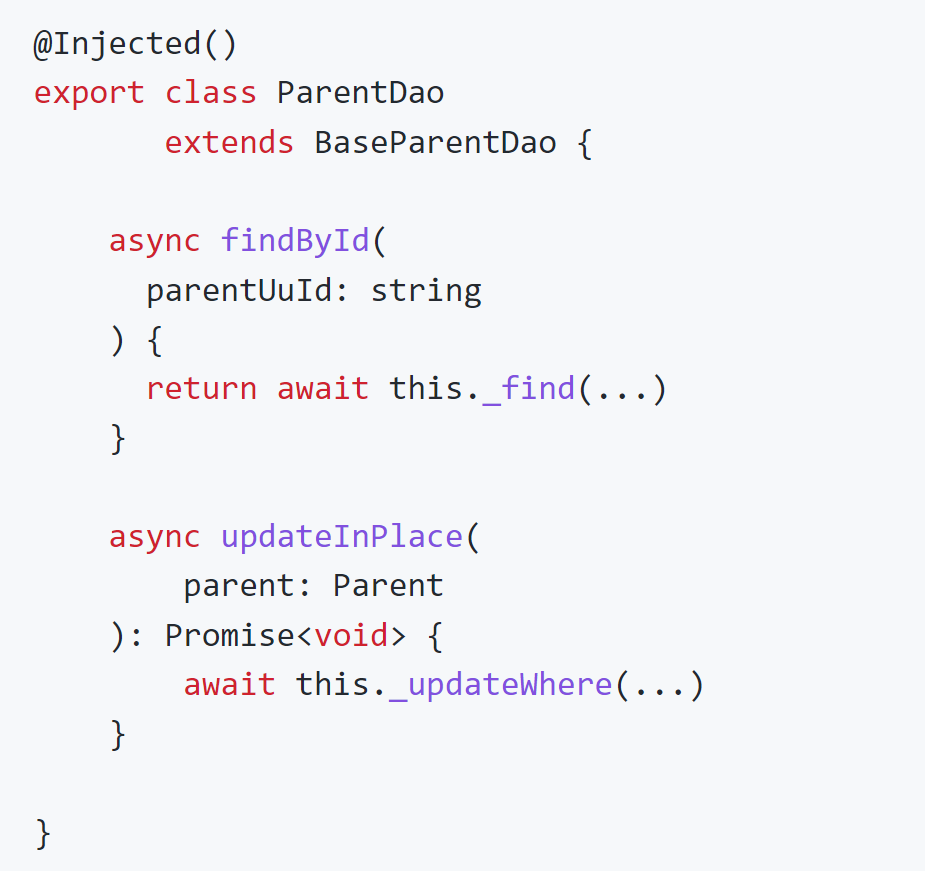 @Injected()
export class ParentDao
extends BaseParentDao {
async findById(
parentUuId: string
) {
return await this._find(...)
}
async updateInPlace(
parent: Parent
): Promise<void> {
await this._updateWhere(...)
}
}